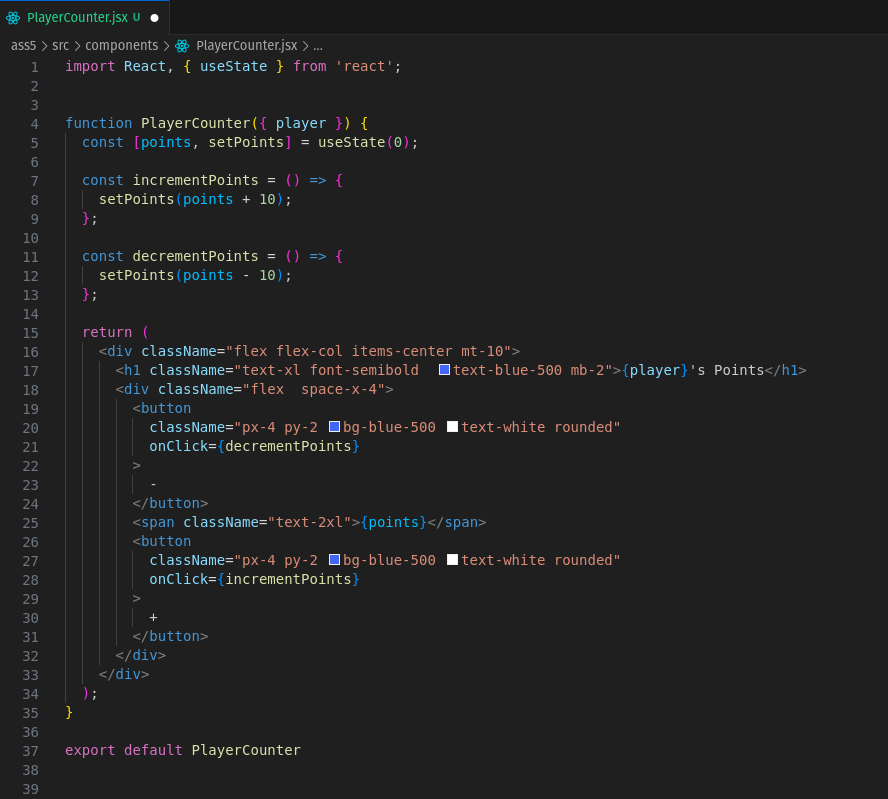 PlayerCounter.jsx U
ass5 > src > components > PlayerCounter.jsx > ...
1 import React, { useState } from 'react';
2
3
4 function PlayerCounter({ player }) {
5   const [points, setPoints] = useState(0);
6
7   const incrementPoints = () => {
8     setPoints(points + 10);
9   };
10
11   const decrementPoints = () => {
12     setPoints(points - 10);
13   };
14
15   return (
16     <div className="flex flex-col items-center mt-10">
17       <h1 className="text-xl font-semibold  text-blue-500 mb-2">{player}'s Points</h1>
18       <div className="flex  space-x-4">
19         <button
20           className="px-4 py-2 bg-blue-500 text-white rounded"
21           onClick={decrementPoints}
22         >
23           -
24         </button>
25         <span className="text-2xl">{points}</span>
26         <button
27           className="px-4 py-2 bg-blue-500 text-white rounded"
28           onClick={incrementPoints}
29         >
30           +
31         </button>
32       </div>
33     </div>
34   );
35 }
36
37 export default PlayerCounter
38
39